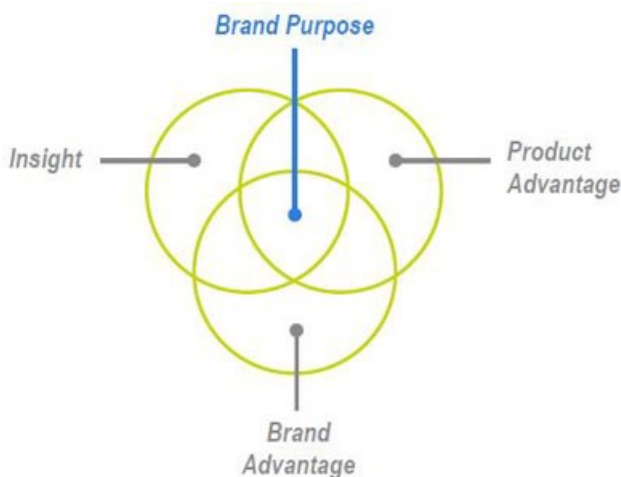 Brand Purpose
Insight
Product
Advantage
Brand
Advantage